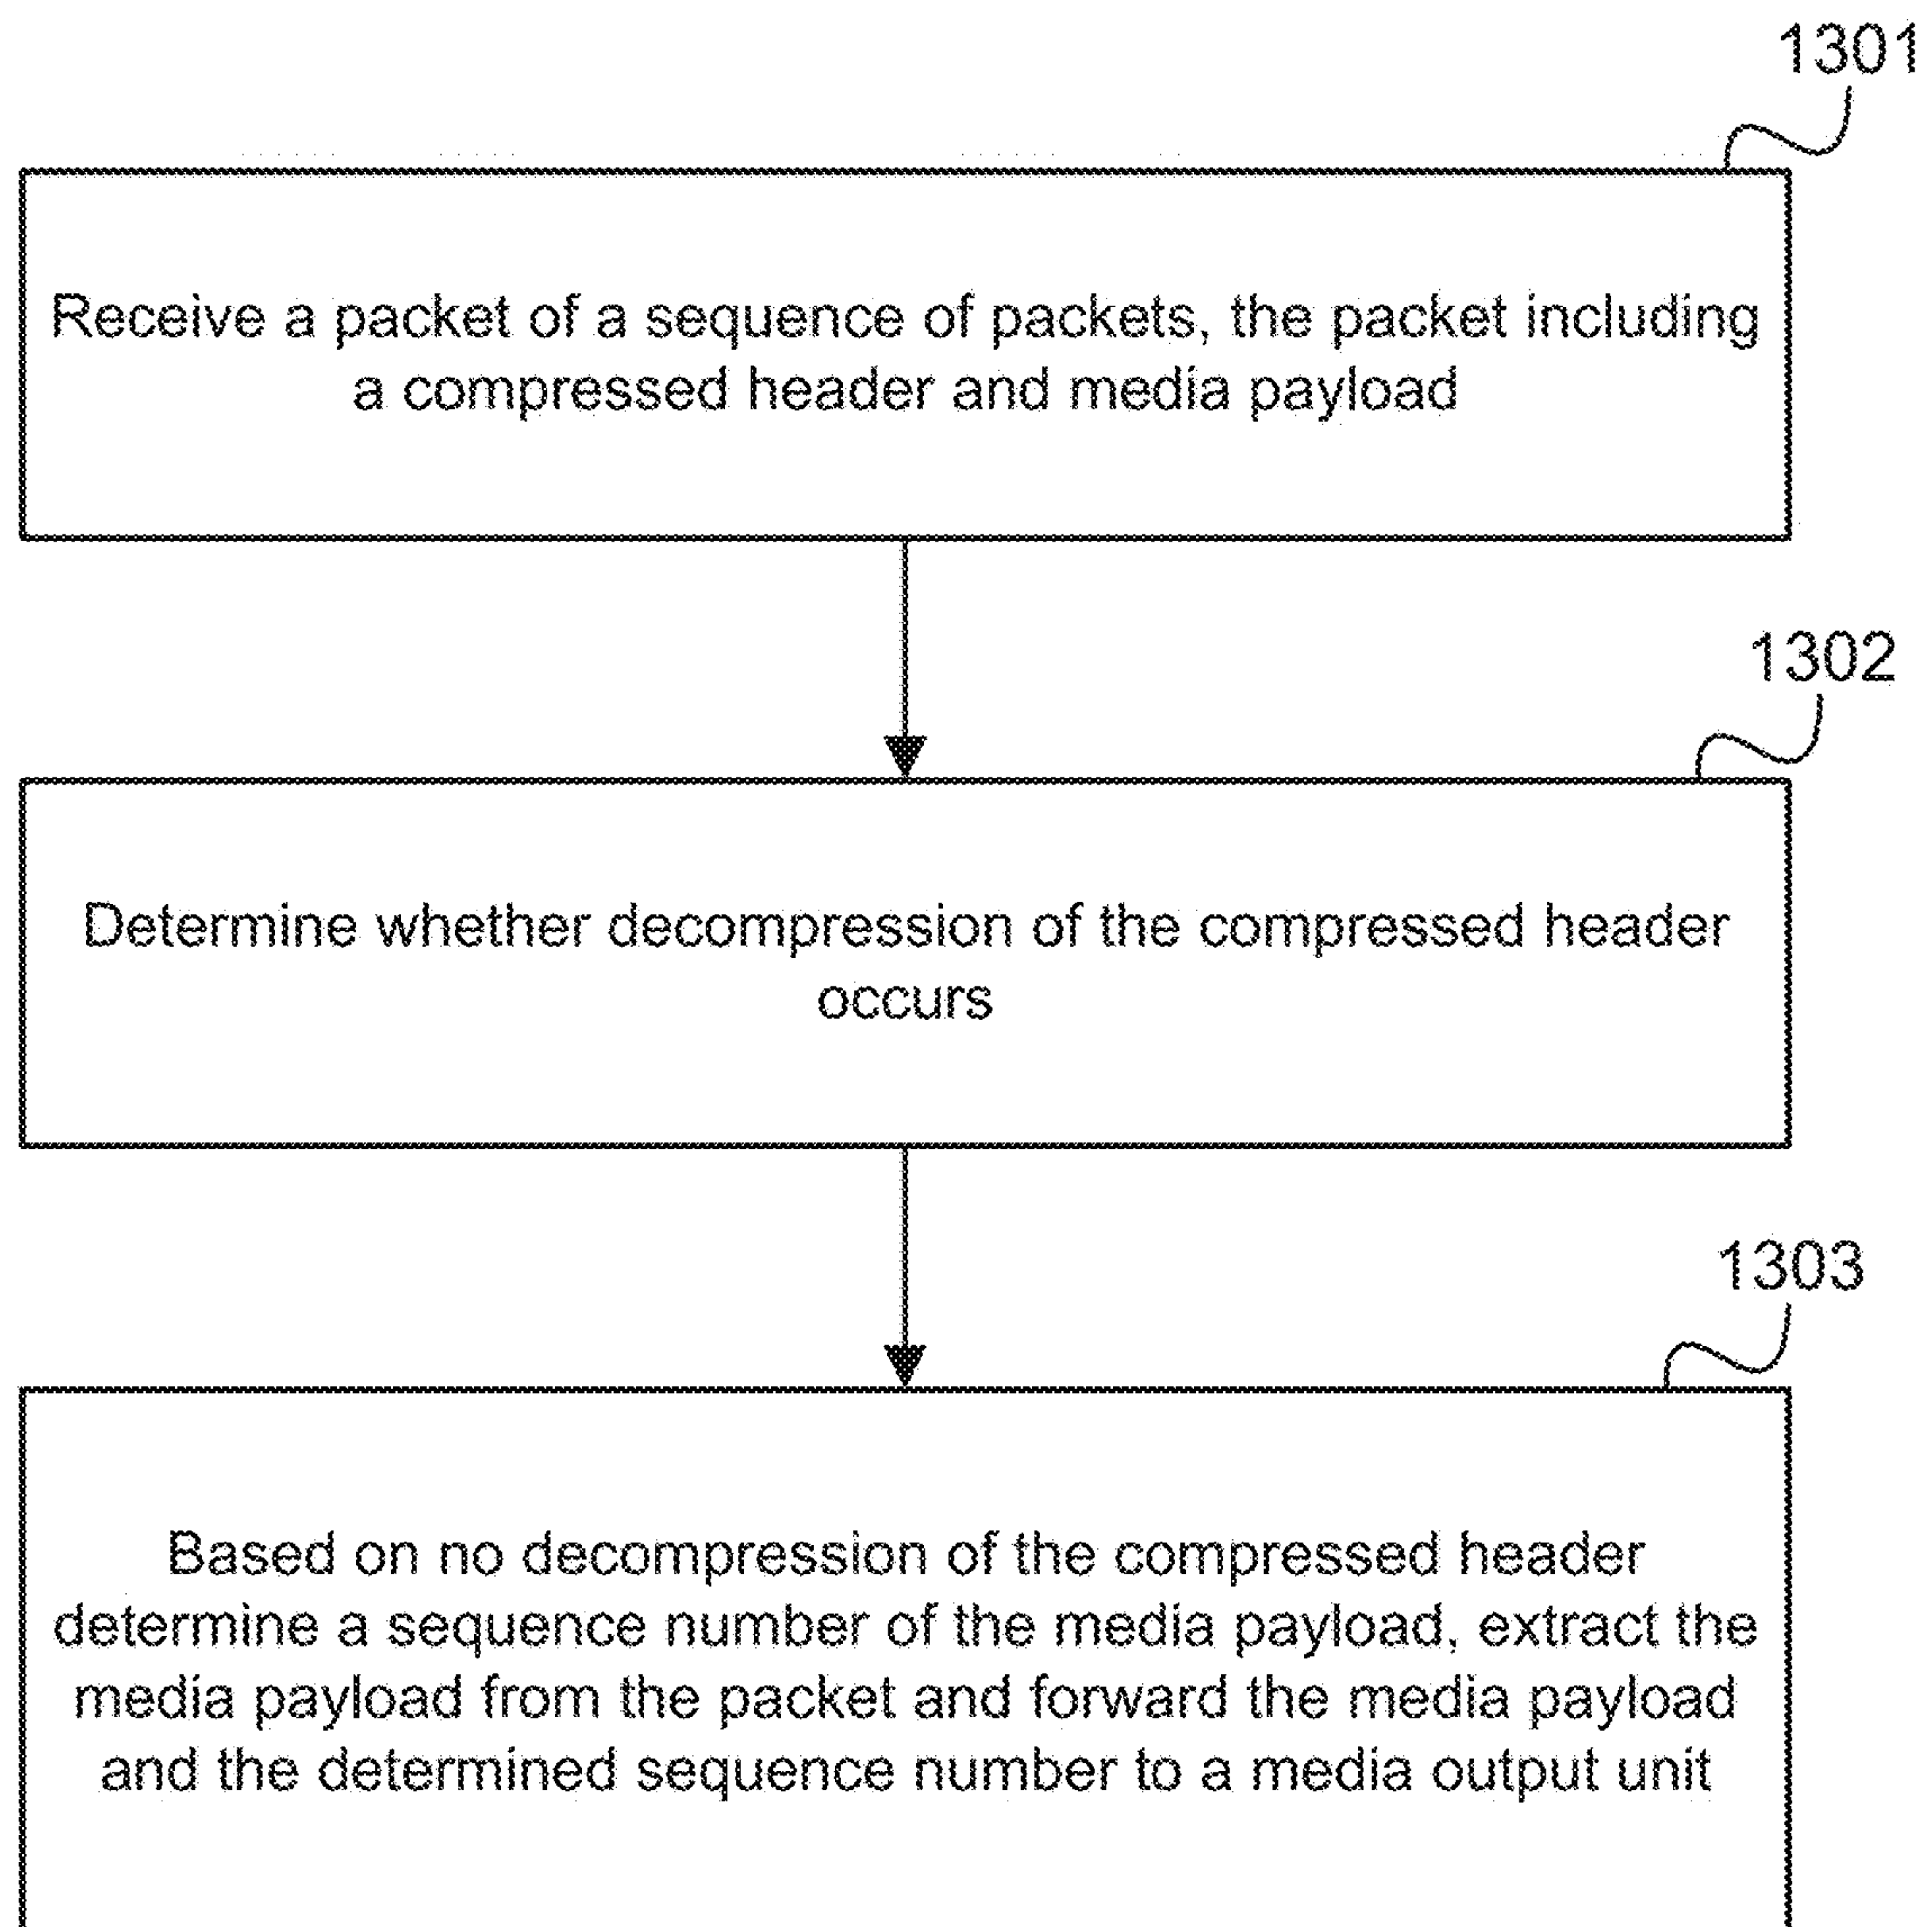 1301
Receive a packet of a sequence of packets, the packet including
a compressed header and media payload
1302
Determine whether decompression of the compressed header
occurs
1303
Based on no decompression of the compressed header
determine a sequence number of the media payload, extract the
media payload from the packet and forward the media payload
and the determined sequence number to a media output unit